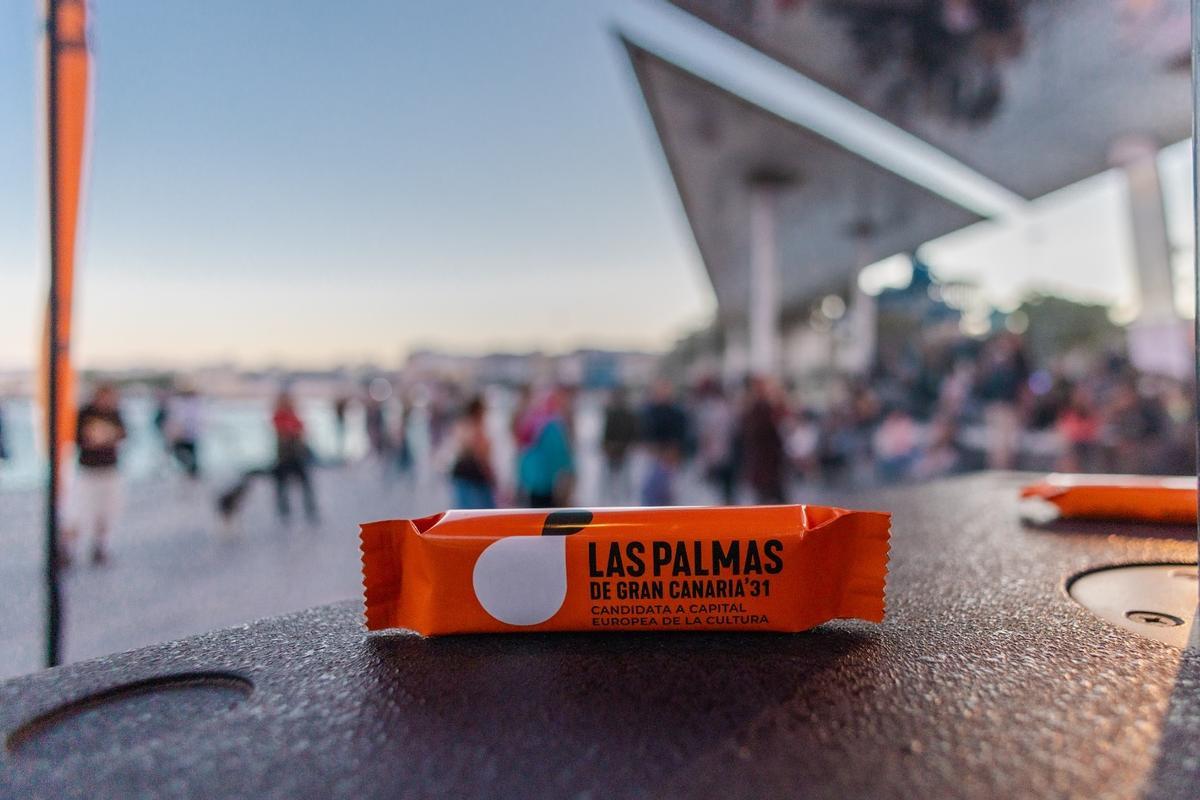 LAS PALMAS
DE GRAN CANARIA'31
CANDIDATA A CAPITAL
EUROPEA DE LA CULTURA